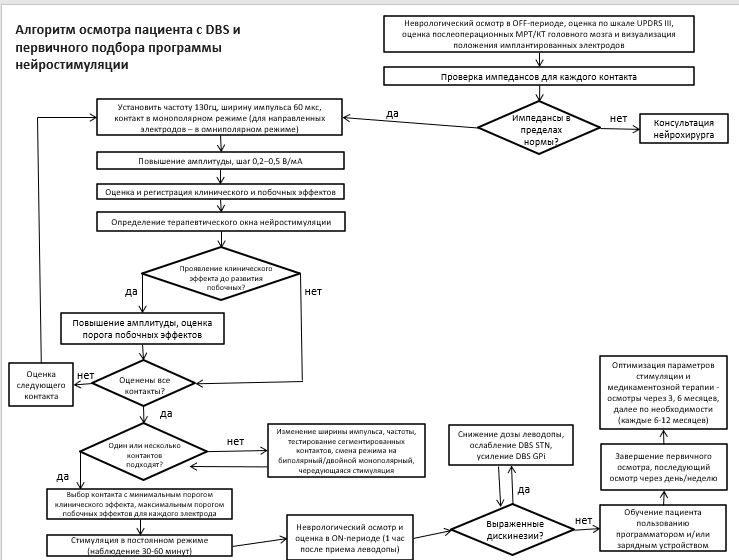 Алгоритм осмотра пациента с DBS и
первичного подбора программы
нейростимуляции
Неврологический осмотр в OFF-периоде, оценка по шкале UPDRS III,
оценка послеоперационных МРТ/КТ головного мозга и визуализация
положения имплантированных электродов
Проверка импедансов для каждого контакта
Импедансы в
пределах
нормы?
да
нет
Консультация
нейрохирурга
Установить частоту 130гц, ширину импульса 60 мкс,
контакт в монополярном режиме (для направленных
электродов – в омниполярном режиме)
Повышение амплитуды, шаг 0,2–0,5 В/мА
Оценка и регистрация клинического и побочных эффектов
Определение терапевтического окна нейростимуляции
Проявление клинического
эффекта до развития
побочных?
да
нет
Повышение амплитуды, оценка
порога побочных эффектов
Оценены все
контакты?
нет
Оценка
следующего
контакта
да
Один или несколько
контактов
подходят?
нет
Изменение ширины импульса, частоты,
тестирование сегментированных
контактов, смена режима на
биполярный/двойной монополярный,
чередующаяся стимуляция
да
Выбор контакта с минимальным порогом
клинического эффекта, максимальным порогом
побочных эффектов для каждого электрода
Стимуляция в постоянном режиме
(наблюдение 30-60 минут)
Неврологический осмотр и
оценка в ON-периоде (1 час
после приема леводопы)
Выраженные
дискинезии?
да
Снижение дозы леводопы,
ослабление DBS STN,
усиление DBS GPi
нет
Обучение пациента
пользованию
программатором и/или
зарядным устройством
Завершение первичного
осмотра, последующий
осмотр через день/неделю
Оптимизация параметров
стимуляции и
медикаментозной терапии -
осмотры через 3, 6 месяцев,
далее по необходимости
(каждые 6-12 месяцев)